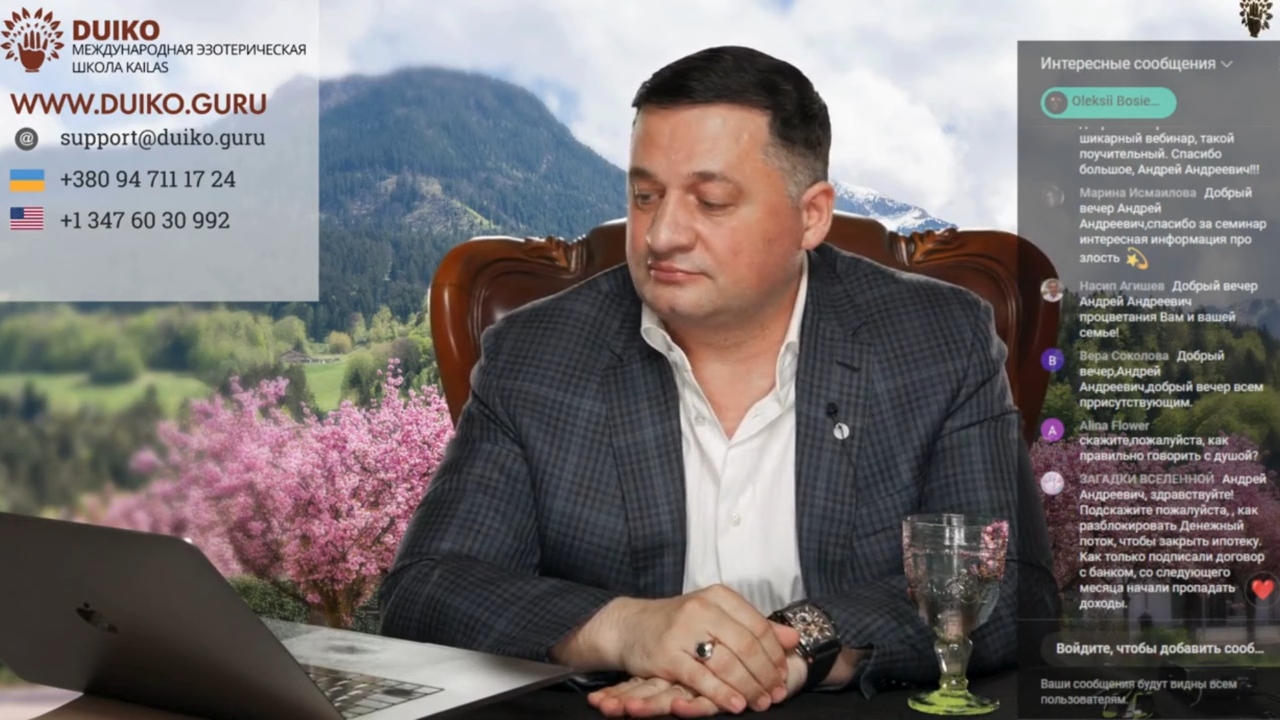 DUIKO
МЕЖДУНАРОДНАЯ ЭЗОТЕРИЧЕСКАЯ
ШКОЛА KAILAS
WWW.DUIKO.GURU
@ support@duiko.guru
+380 94 711 17 24
+1 347 60 30 992
Интересные сообщения
Oleksii Bosie...
шикарный вебинар, такой
поучительный. Спасибо
большое, Андрей Андреевич!!!
Марина Исмаилова Добрый
вечер Андрей
Андреевич,спасибо за семинар
интересная информация про
злость
Насип Агишев Добрый вечер
Андрей Андреевич
процветания Вам и вашей
семье!
B
Вера Соколова Добрый
вечер,Андрей
Андреевич,добрый вечер всем
пррисутствующим.
A
Alina Flower
скажите,пожалуйста, как
правильно говорить с душой?
ЗАГАДКИ ВСЕЛЕННОЙ Андрей
Андреевич, здравствуйте!
Подскажите пожалуйста, , как
разблокировать Денежный
поток, чтобы закрыть ипотеку.
Как только подписали договор
с банком, со следующего
месяца начали пропадать
доходы.
Войдите, чтобы добавить сооб...
Ваши сообщения будут видны всем
пользователям.